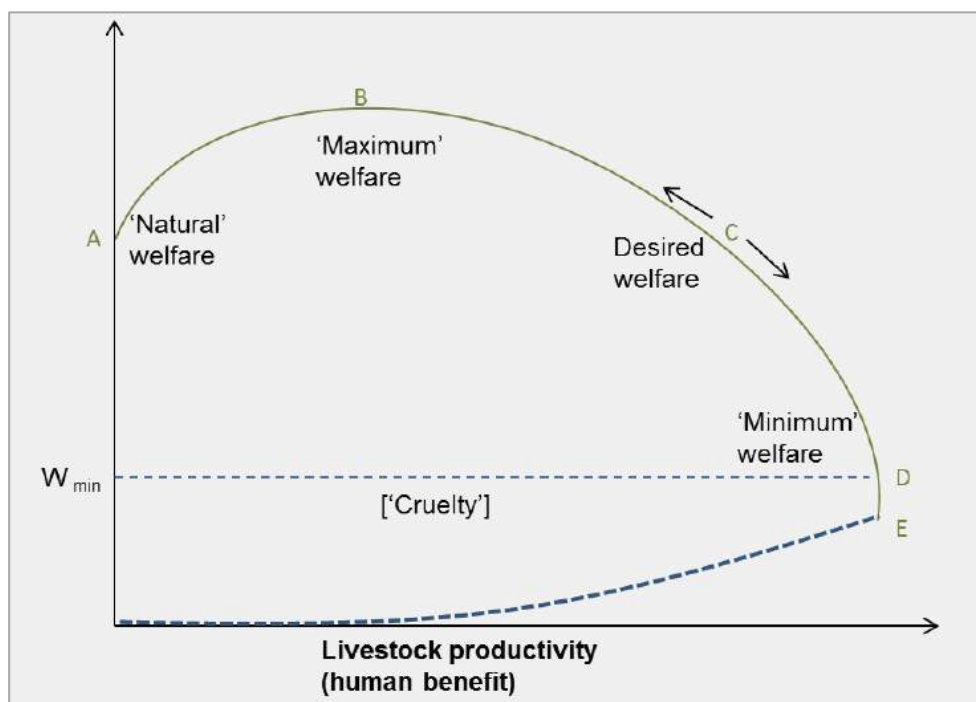 B
‘Maximum’
welfare
A
‘Natural’
welfare
C
Desired
welfare
‘Minimum’
welfare
W min
D
[‘Cruelty’]
E
Livestock productivity
(human benefit)